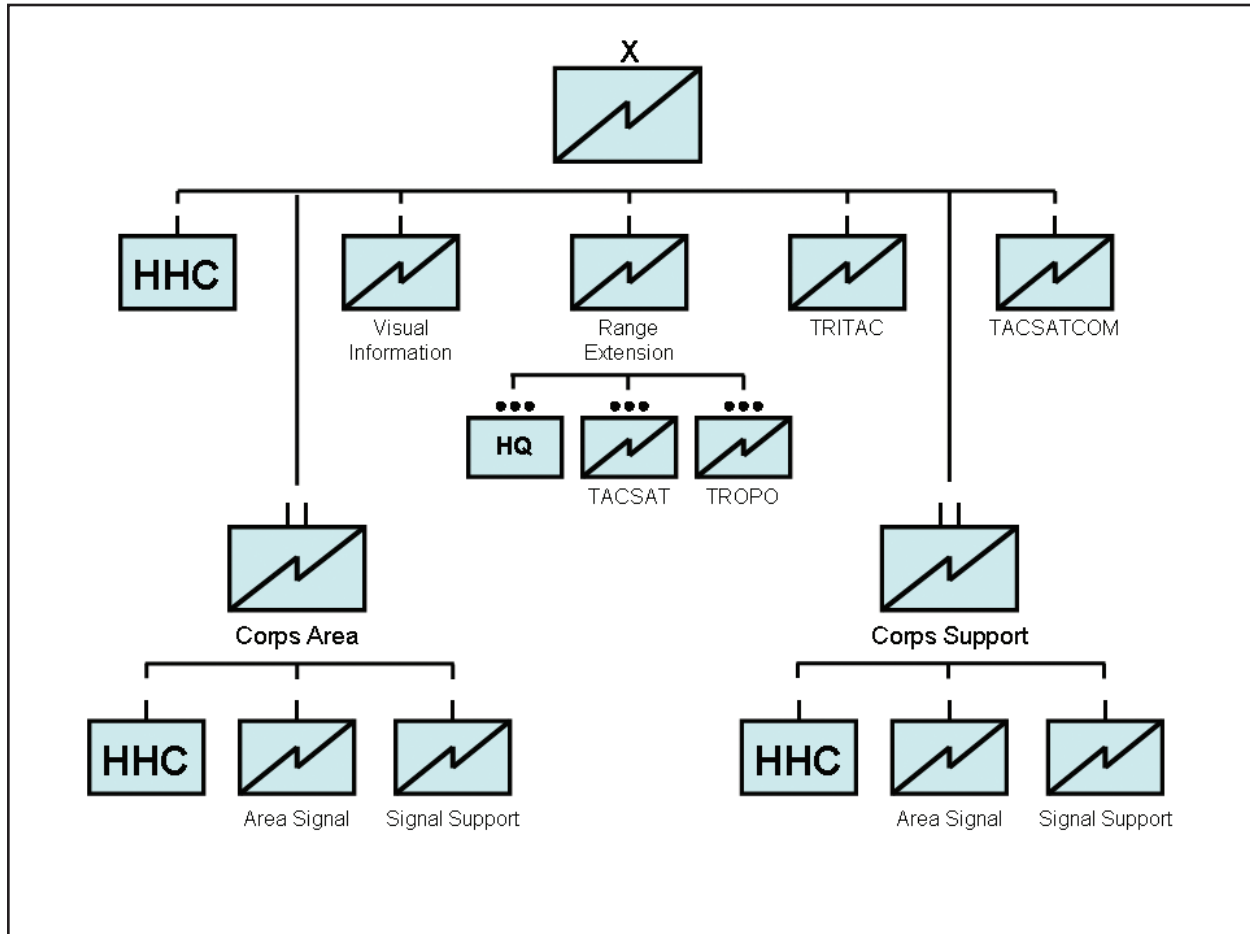 X
HHC
Visual
Information
Range
Extension
TRITAC
TACSATCOM
HQ
TACSAT
TROPO
Corps Area
Corps Support
HHC
Area Signal
Signal Support
HHC
Area Signal
Signal Support